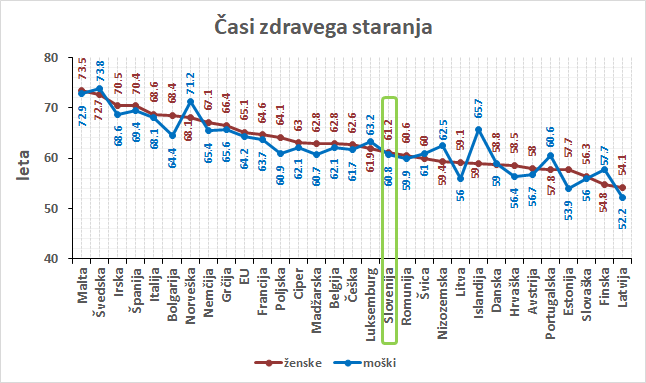 Časi zdravega staranja
leta
80
70
60
50
40
73.5
72.7
70.5
70.4
68.6
68.4
68.1
67.1
66.4
65.1
64.6
64.1
63
62.8
62.8
62.6
61.9
61.2
60.6
60
59.4
59.1
59
58.8
58.5
58
57.8
57.7
56.3
54.8
54.1
72.9
73.8
68.6
69.4
68.1
64.4
71.2
65.4
65.6
64.2
63.7
60.9
62.1
60.7
62.1
61.7
63.2
60.8
59.9
61
62.5
56
65.7
59
56.4
56.7
60.6
53.9
56
57.7
52.2
Malta
Švedska
Irska
Španija
Italija
Bolgarija
Norveška
Nemčija
Grčija
EU
Francija
Poljska
Ciper
Madžarska
Belgija
Češka
Luksemburg
Slovenija
Romunija
Švica
Nizozemska
Litva
Islandija
Danska
Hrvaška
Avstrija
Portugalska
Estonija
Slovaška
Finska
Latvija
ženske
moški